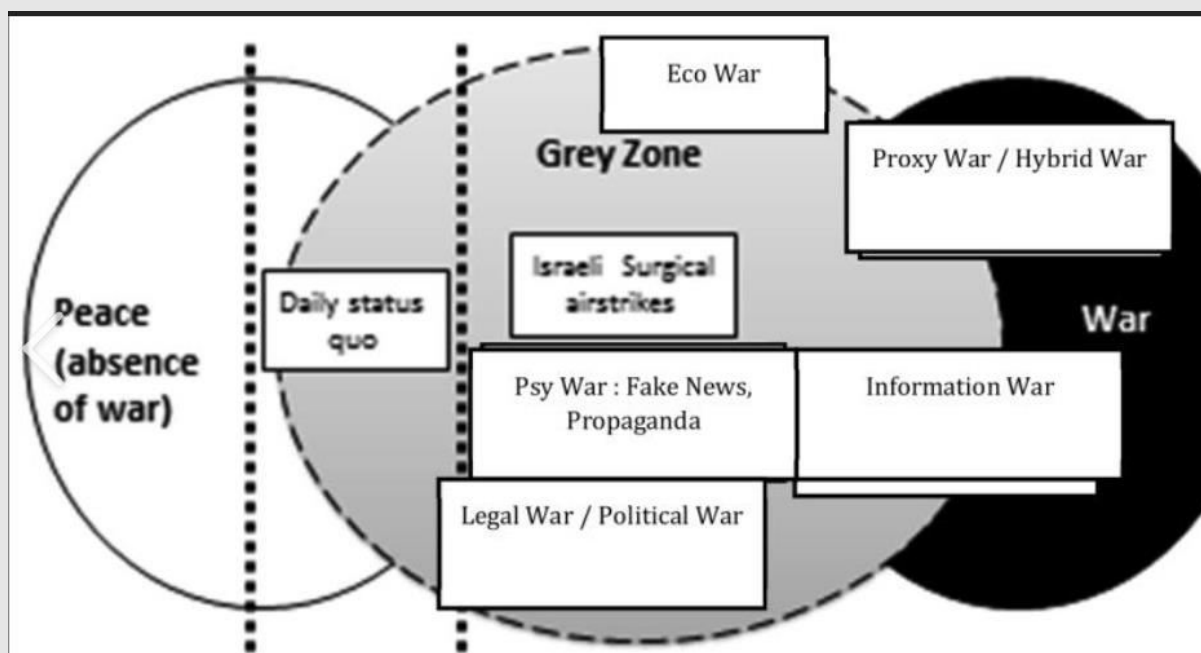 Eco War
Grey Zone
Proxy War / Hybrid War
Israeli Surgical
airstrikes
Daily status
quo
Peace
(absence
of war)
War
Psy War : Fake News,
Propaganda
Information War
Legal War / Political War